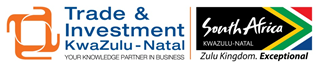 Trade &
Investment
KwaZulu - Natal
YOUR KNOWLEDGE PARTNER IN BUSINESS
South Africa
KWAZULU-NATAL
Zulu Kingdom. Exceptional